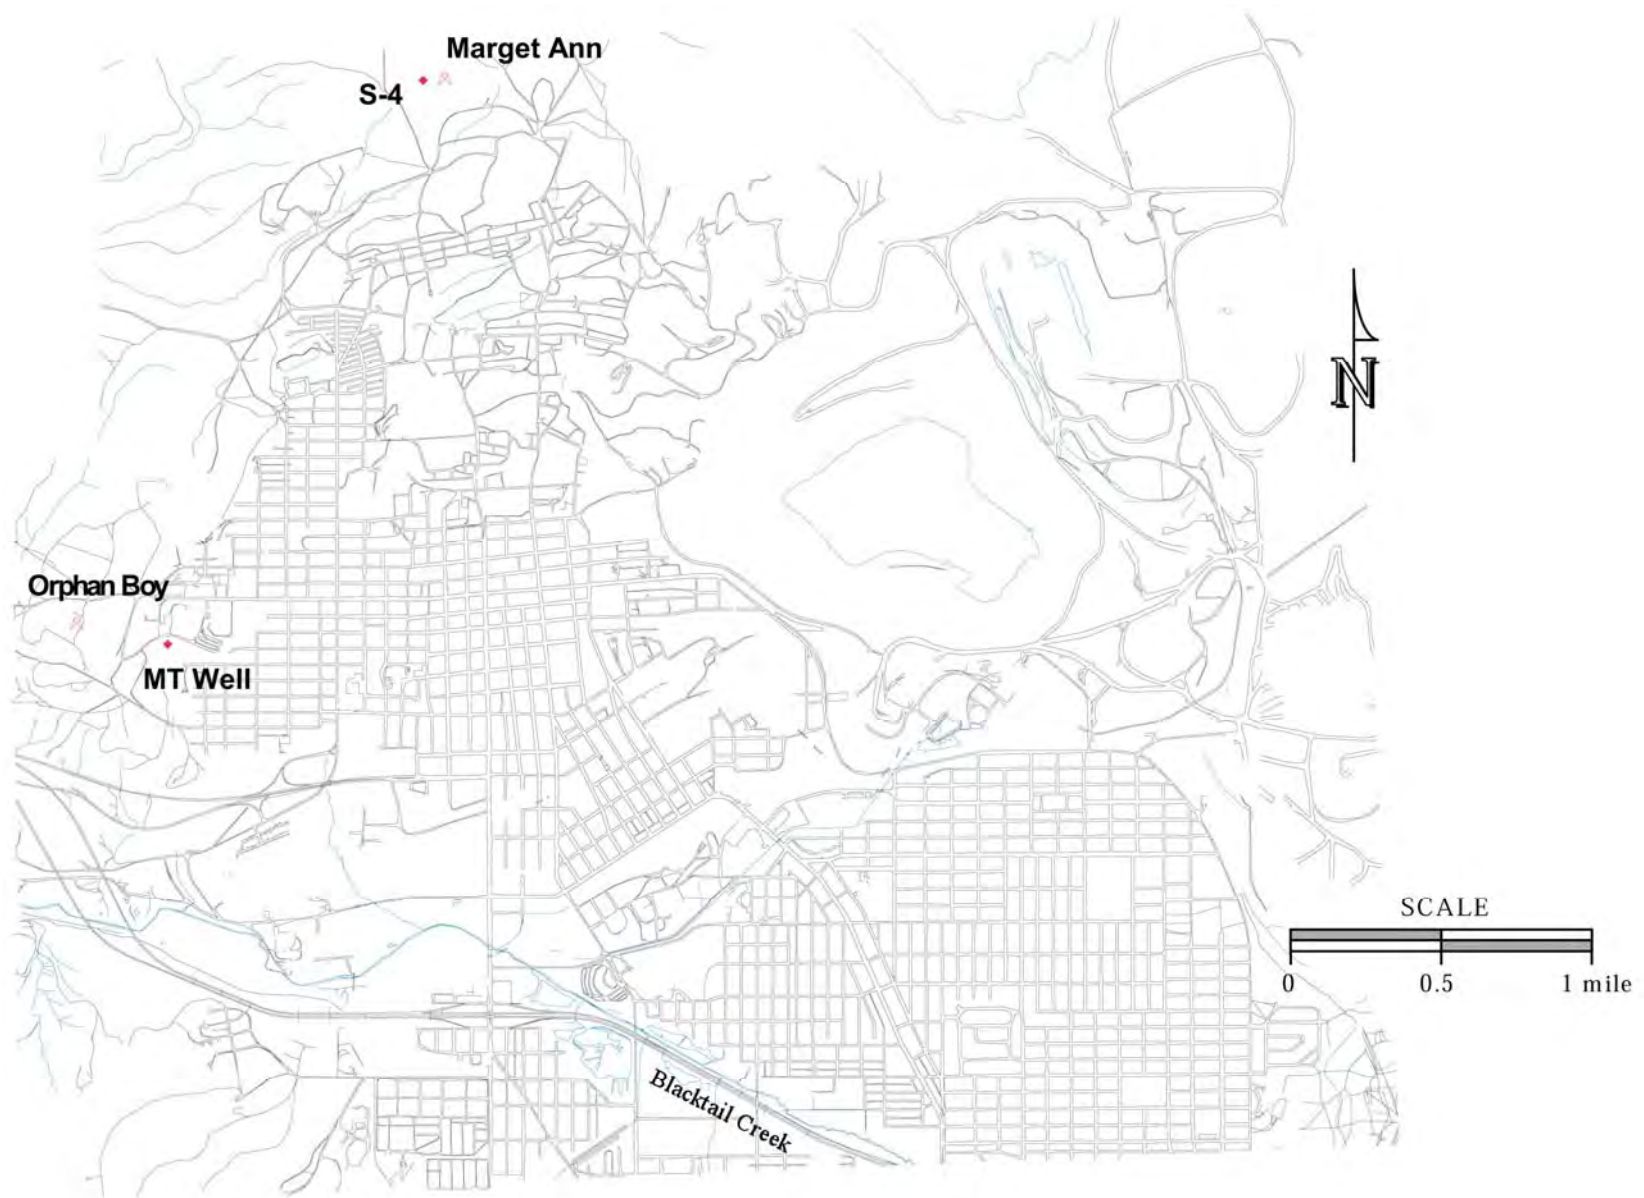 Marget Ann
S-4
N
Orphan Boy
MT Well
SCALE
0 0.5 1 mile
Blacktail Creek